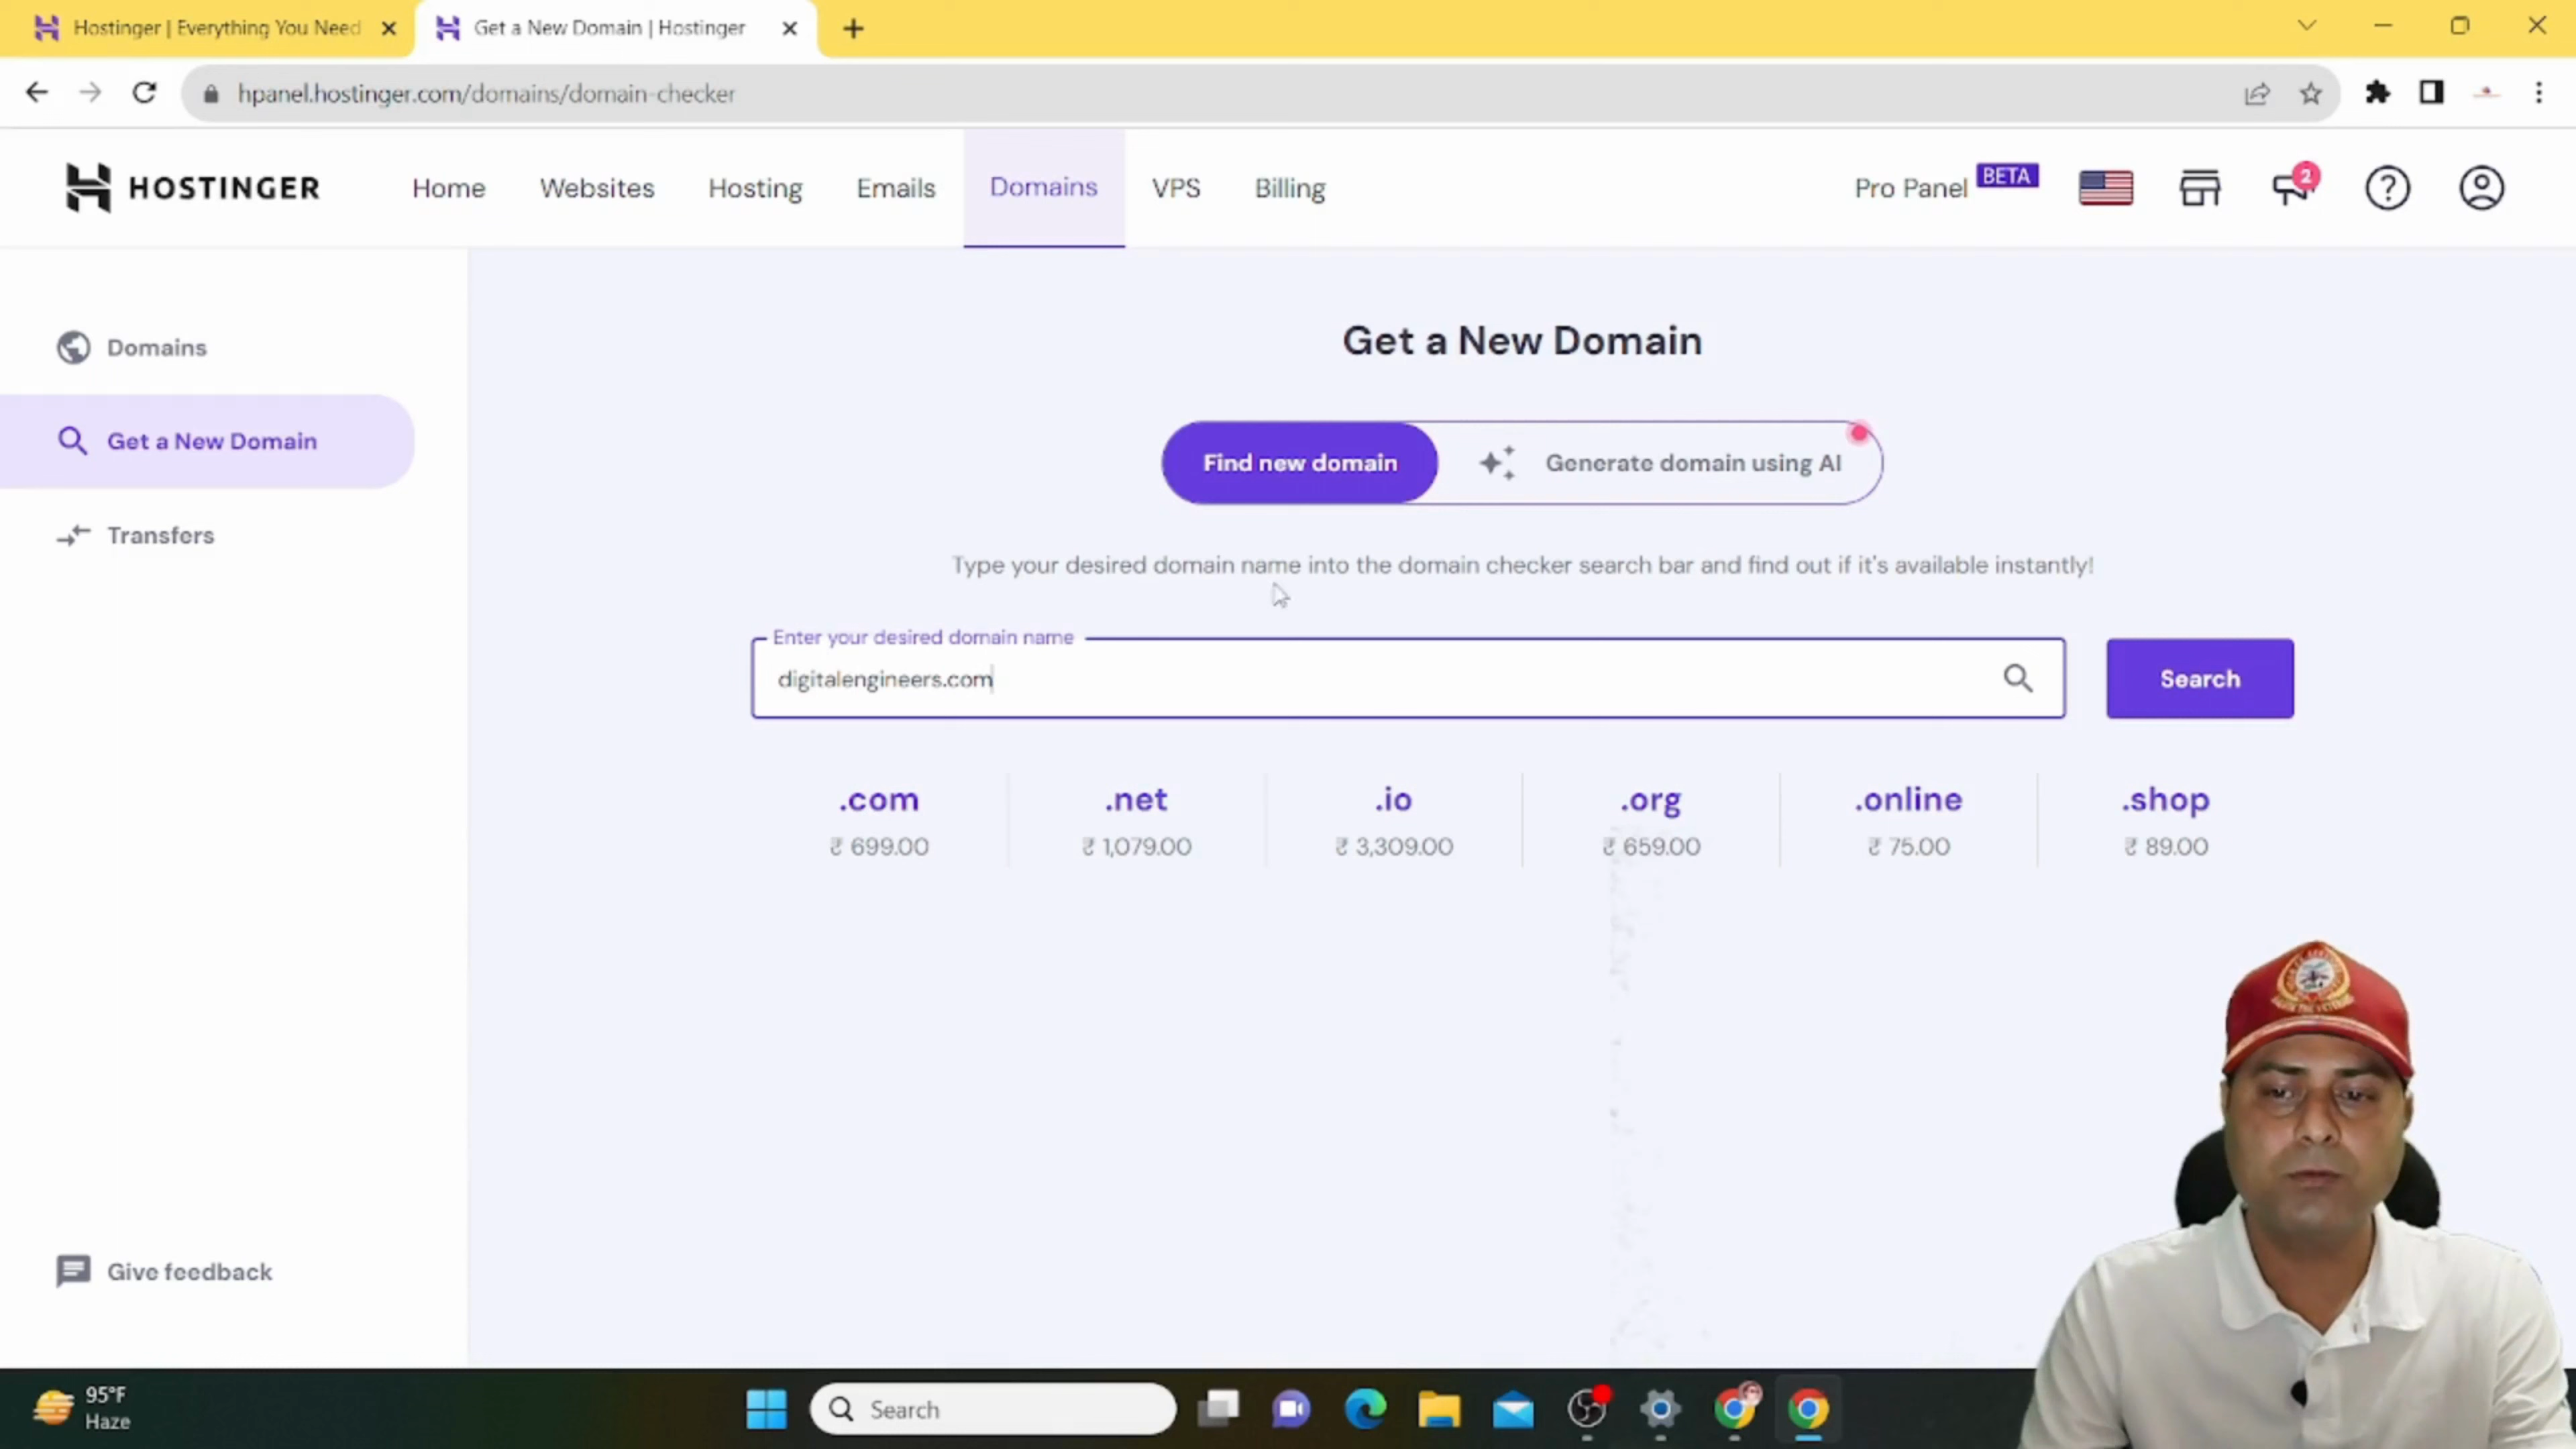 Hostinger | Everything You Need
Get a New Domain | Hostinger
hpanel.hostinger.com/domains/domain-checker
HOSTINGER
Home
Websites
Hosting
Emails
Domains
VPS
Billing
Pro Panel BETA
2
Domains
Get a New Domain
Transfers
Give feedback
Get a New Domain
Find new domain
Generate domain using AI
Type your desired domain name into the domain checker search bar and find out if it's available instantly!
Enter your desired domain name
digitalengineers.com
Search
.com
₹ 699.00
.net
₹ 1,079.00
.io
₹ 3,309.00
.org
₹ 659.00
.online
₹ 75.00
.shop
₹ 89.00
95°F
Haze
Search